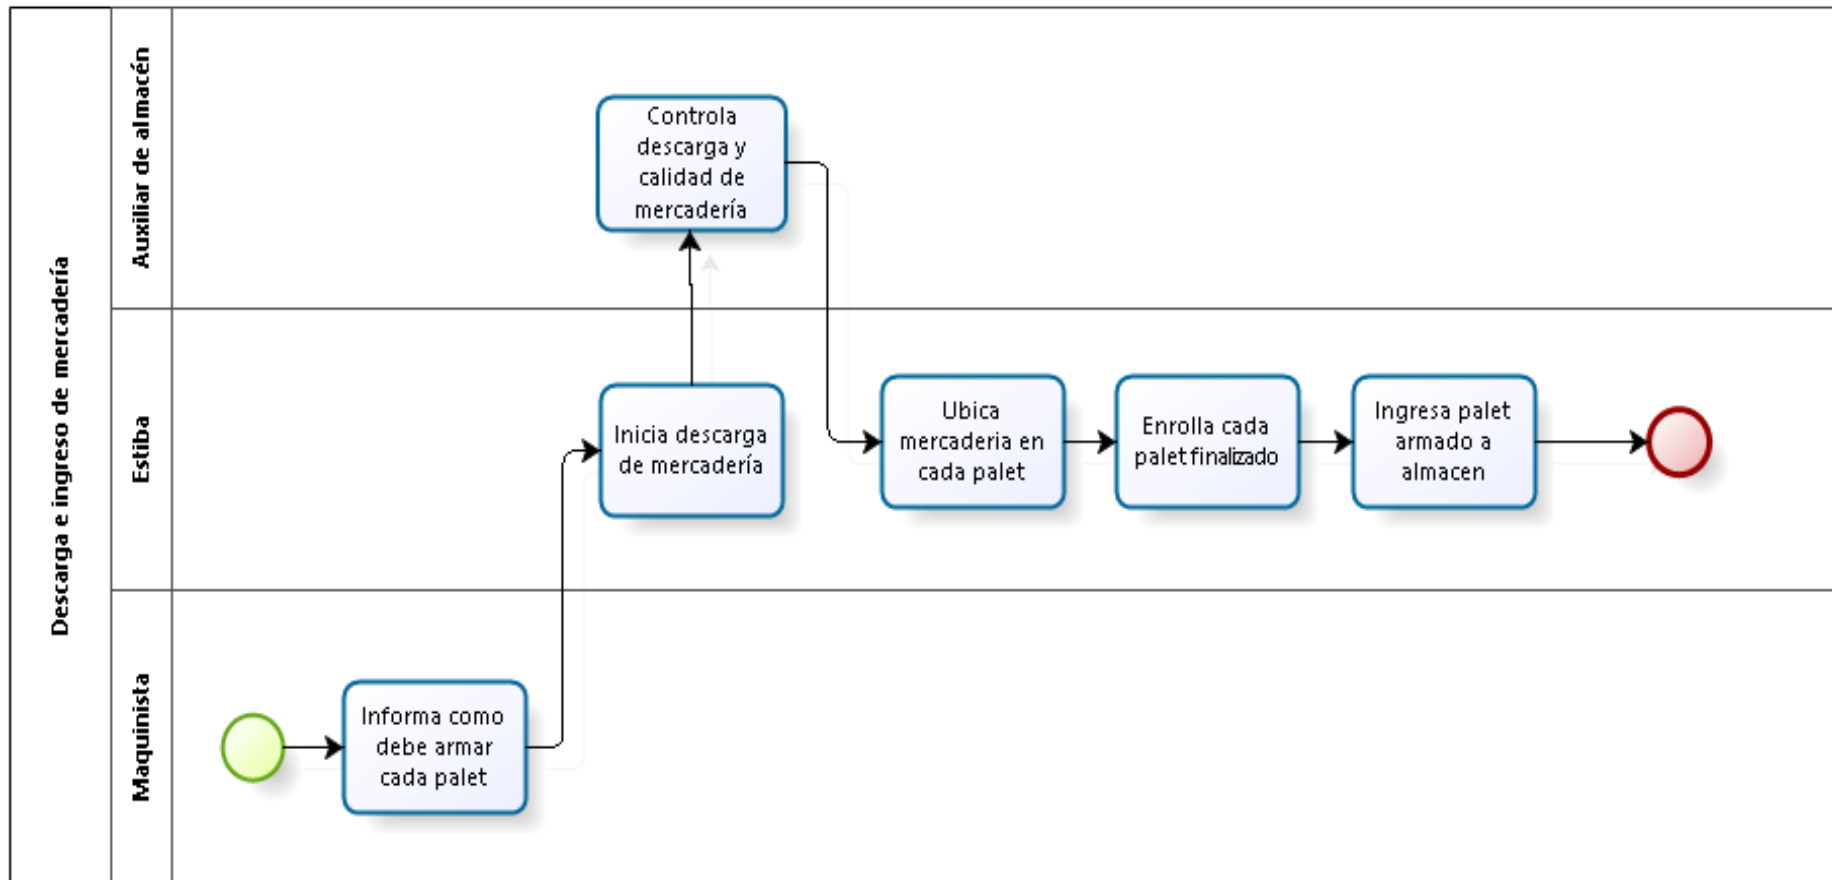 Descarga e ingreso de mercadería
Auxiliar de almacén
Controla
descarga y
calidad de
mercadería
Estiba
Inicia descarga
de mercadería
Ubica
mercaderia en
cada palet
Enrolla cada
palet finalizado
Ingresa palet
armado a
almacen
Maquinista
Informa como
debe armar
cada palet